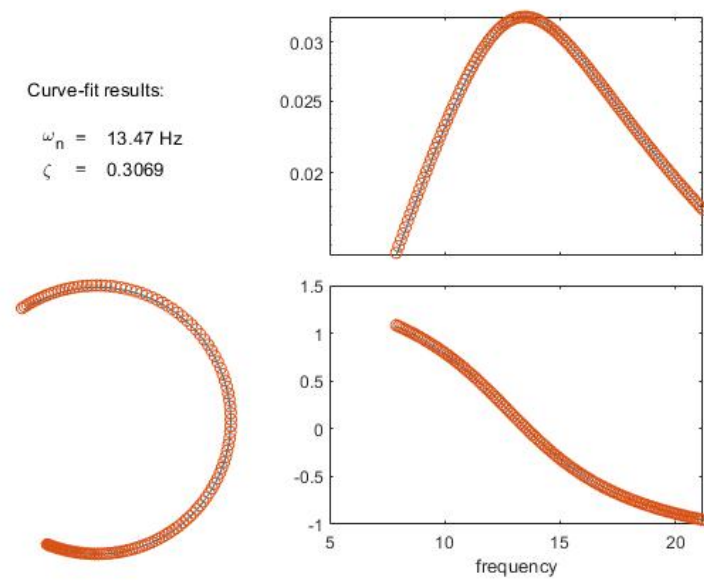 Curve-fit results:
ωn = 13.47 Hz
ζ = 0.3069
0.03
0.025
0.02
1.5
1
0.5
0
-0.5
-1
5 10 15 20
frequency